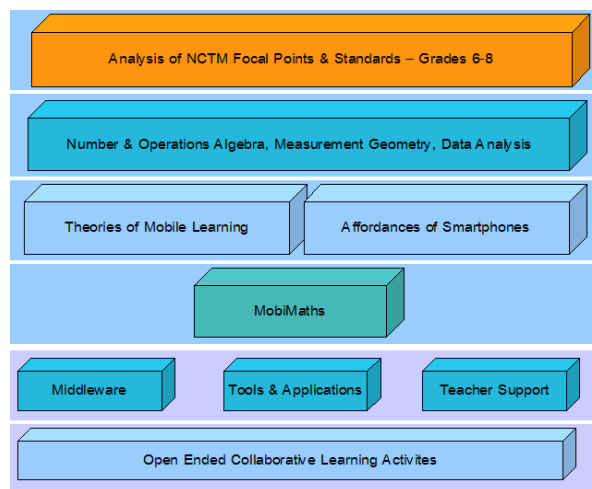 Analysis of NCTM Focal Points & Standards – Grades 6-8
Number & Operations Algebra, Measurement Geometry, Data Analysis
Theories of Mobile Learning
Affordances of Smartphones
MobiMaths
Middleware
Tools & Applications
Teacher Support
Open Ended Collaborative Learning Activites